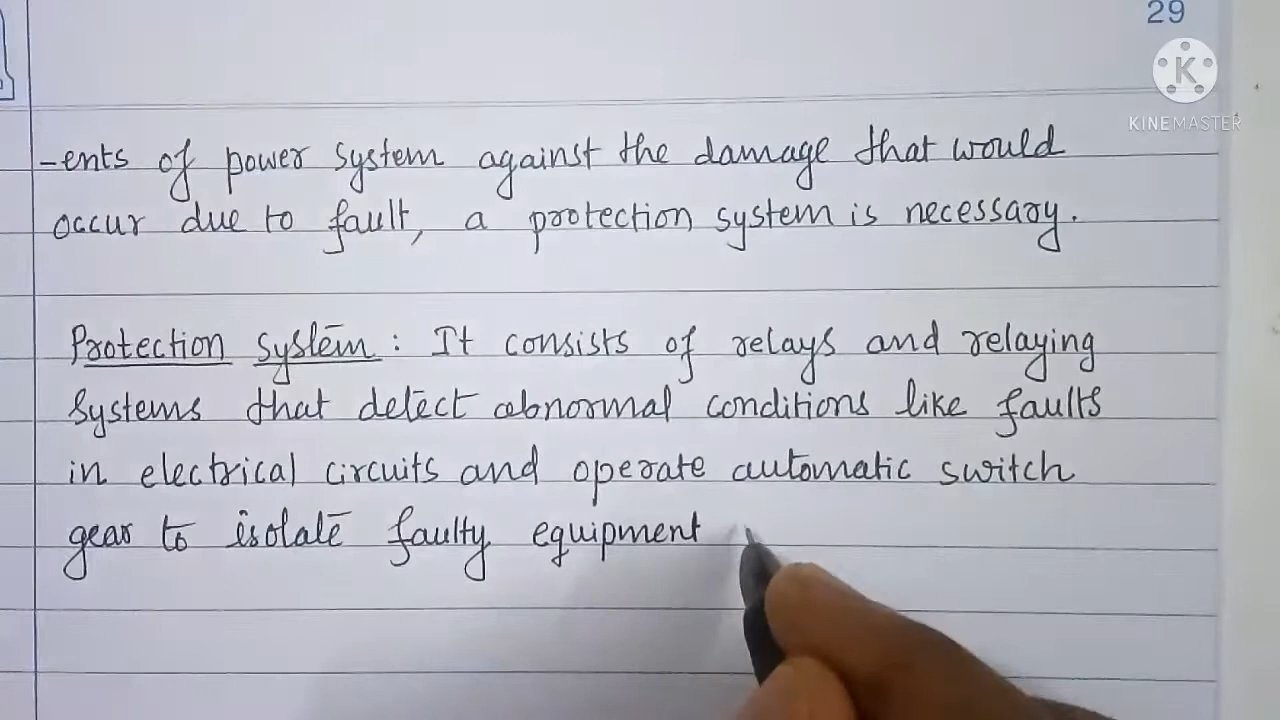 29
KINEMASTER
-ents of power system against the damage that would
occur due to fault, a protection system is necessary.
Protection system : It consists of relays and relaying
systems that detect abnormal conditions like faults
in electrical circuits and operate automatic switch
gear to isolate faulty equipment